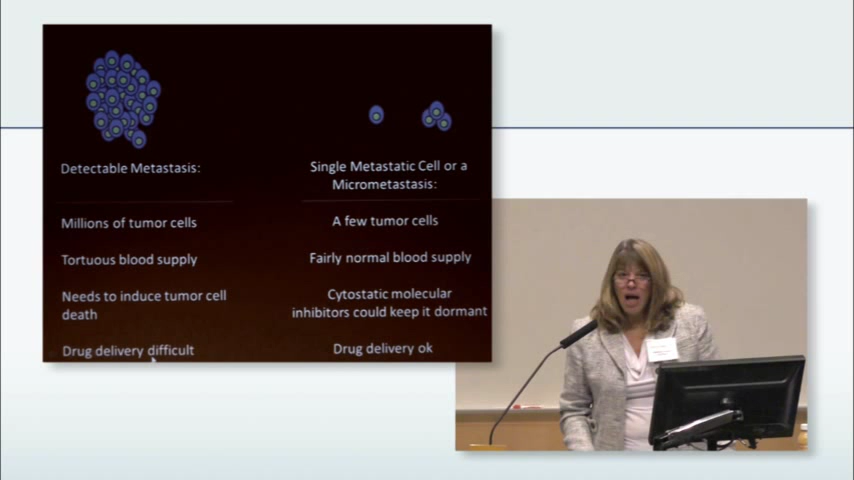 Detectable Metastasis:
Single Metastatic Cell or a
Micrometastasis:
Millions of tumor cells
A few tumor cells
Tortuous blood supply
Fairly normal blood supply
Needs to induce tumor cell
death
Cytostatic molecular
inhibitors could keep it dormant
Drug delivery difficult
Drug delivery ok